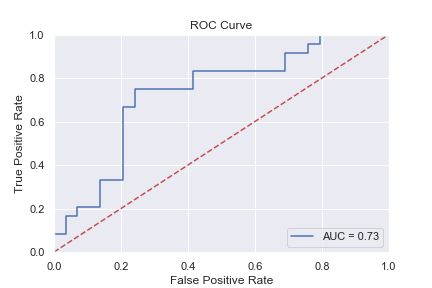 ROC Curve
1.0
0.8
0.6
0.4
0.2
0.0
True Positive Rate
AUC = 0.73
0.0 0.2 0.4 0.6 0.8 1.0
False Positive Rate